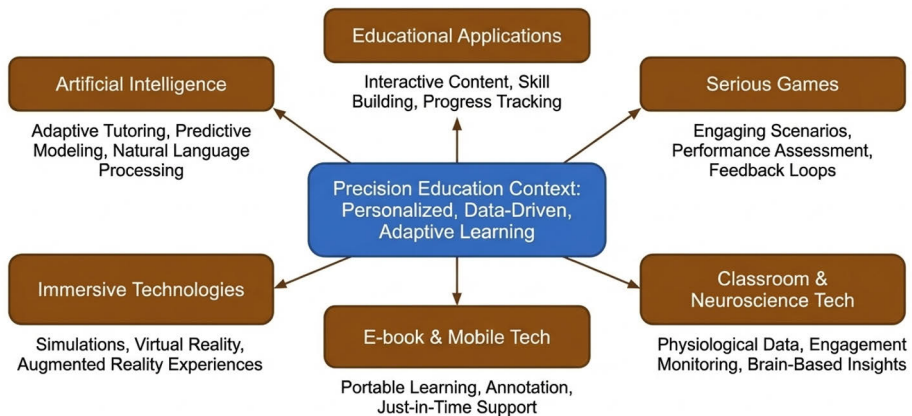 Educational Applications
Interactive Content, Skill
Building, Progress Tracking
Artificial Intelligence
Adaptive Tutoring, Predictive
Modeling, Natural Language
Processing
Serious Games
Engaging Scenarios,
Performance Assessment,
Feedback Loops
Precision Education Context:
Personalized, Data-Driven,
Adaptive Learning
Immersive Technologies
Simulations, Virtual Reality,
Augmented Reality Experiences
E-book & Mobile Tech
Portable Learning, Annotation,
Just-in-Time Support
Classroom &
Neuroscience Tech
Physiological Data, Engagement
Monitoring, Brain-Based Insights